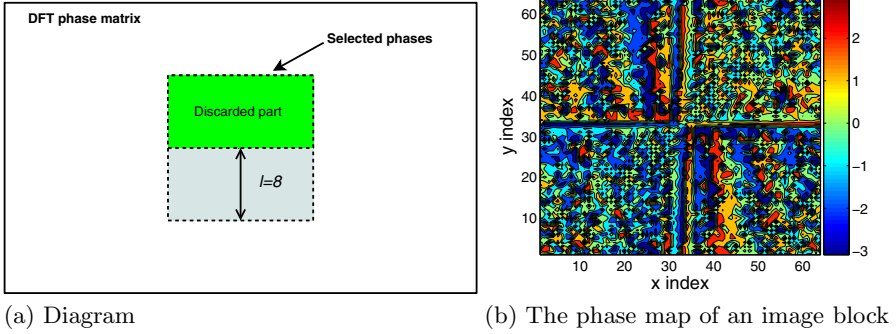 DFT phase matrix
Selected phases
Discarded part
l=8
(a) Diagram
60
50
40
30
20
10
y index
10 20 30 40 50 60
x index
2
1
0
−1
−2
−3
(b) The phase map of an image block